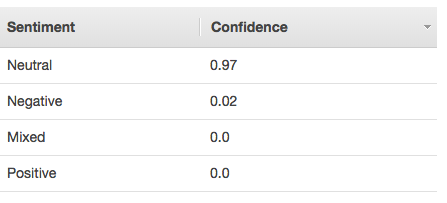 Sentiment Confidence
Neutral 0.97
Negative 0.02
Mixed 0.0
Positive 0.0